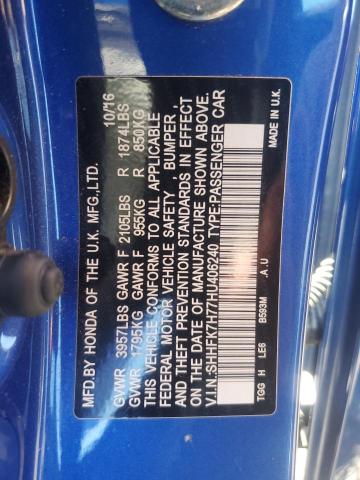 MFD.BY HONDA OF THE U.K. MFG.,LTD. 10/16
GVWR 3957LBS GAWR F 2105LBS R 1874LBS
GVWR 1795KG GAWR F 955KG R 850KG
THIS VEHICLE CONFORMS TO ALL APPLICABLE
FEDERAL MOTOR VEHICLE SAFETY , BUMPER ,
AND THEFT PREVENTION STANDARDS IN EFFECT
ON THE DATE OF MANUFACTURE SHOWN ABOVE.
V.I.N.:SHHFK7H77HU406240 TYPE:PASSENGER CAR
TGG H LE6 B593M .A.U
MADE IN U.K.